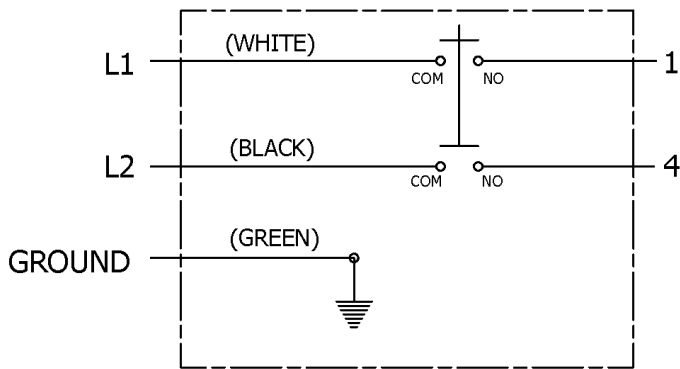 (WHITE)
L1
1
COM
NO
(BLACK)
L2
4
COM
NO
(GREEN)
GROUND